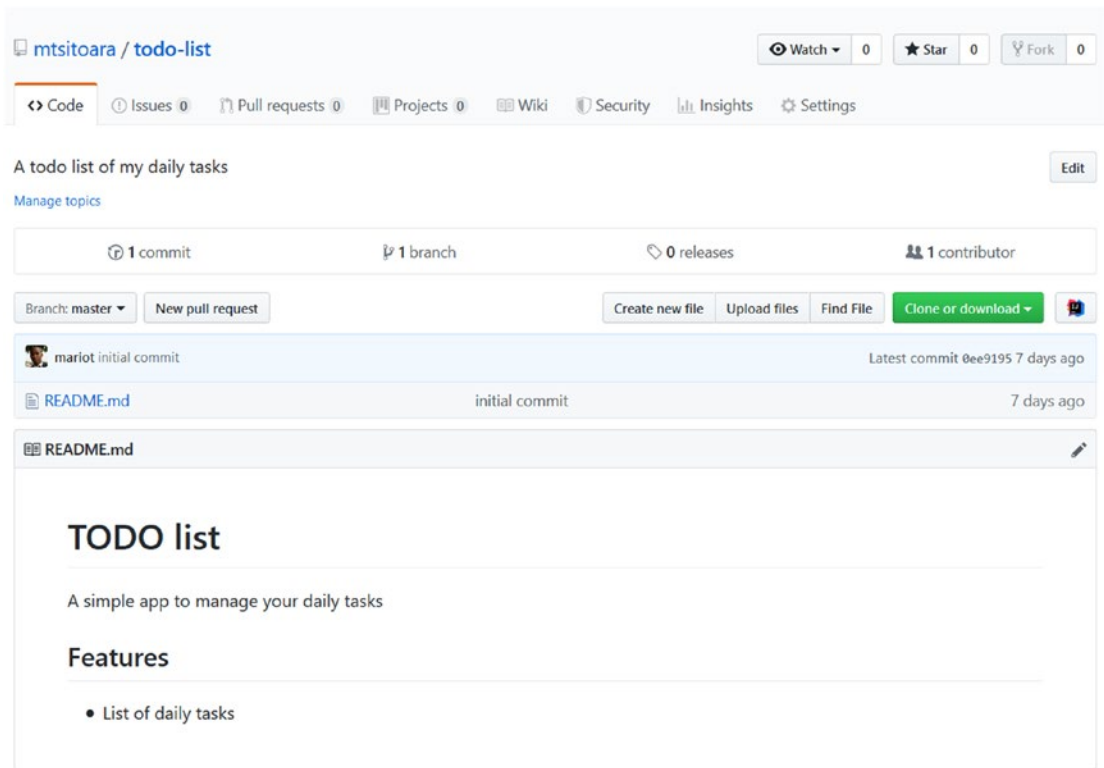 mtsitoara / todo-list Watch 0 Star 0 Fork 0
Code Issues 0 Pull requests 0 Projects 0 Wiki Security Insights Settings
A todo list of my daily tasks Edit
Manage topics
1 commit 1 branch 0 releases 1 contributor
Branch: master New pull request Create new file Upload files Find File Clone or download
mariot initial commit Latest commit 0ee9195 7 days ago
README.md initial commit 7 days ago
README.md
TODO list
A simple app to manage your daily tasks
Features
• List of daily tasks